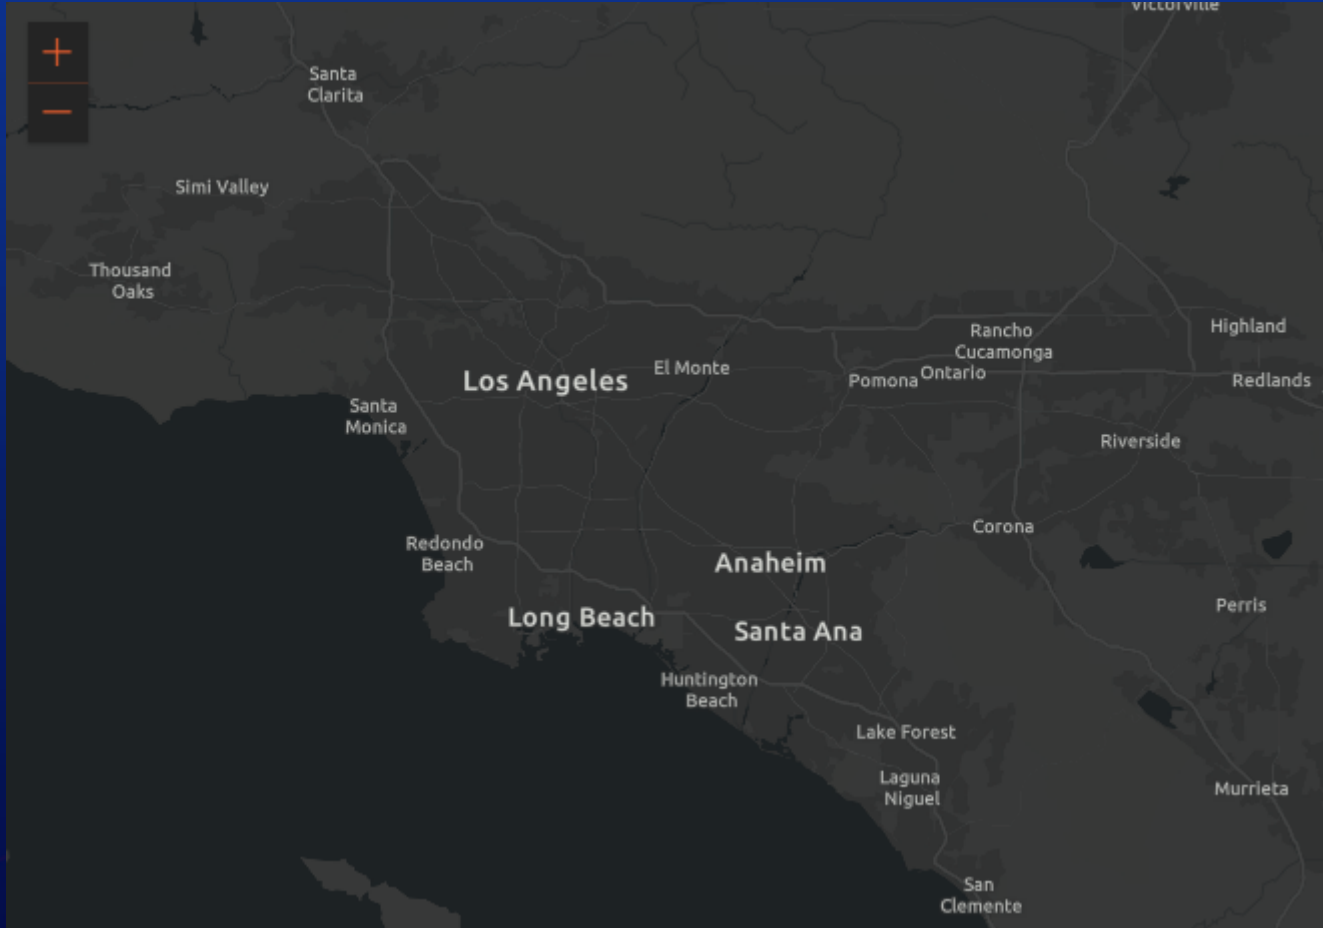 Victorville
Santa
Clarita
Simi Valley
Thousand
Oaks
Highland
Rancho
Cucamonga
El Monte
Ontario
Pomona
Redlands
Los Angeles
Santa
Monica
Riverside
Corona
Redondo
Beach
Anaheim
Perris
Long Beach
Santa Ana
Huntington
Beach
Lake Forest
Laguna
Niguel
Murrieta
San
Clemente